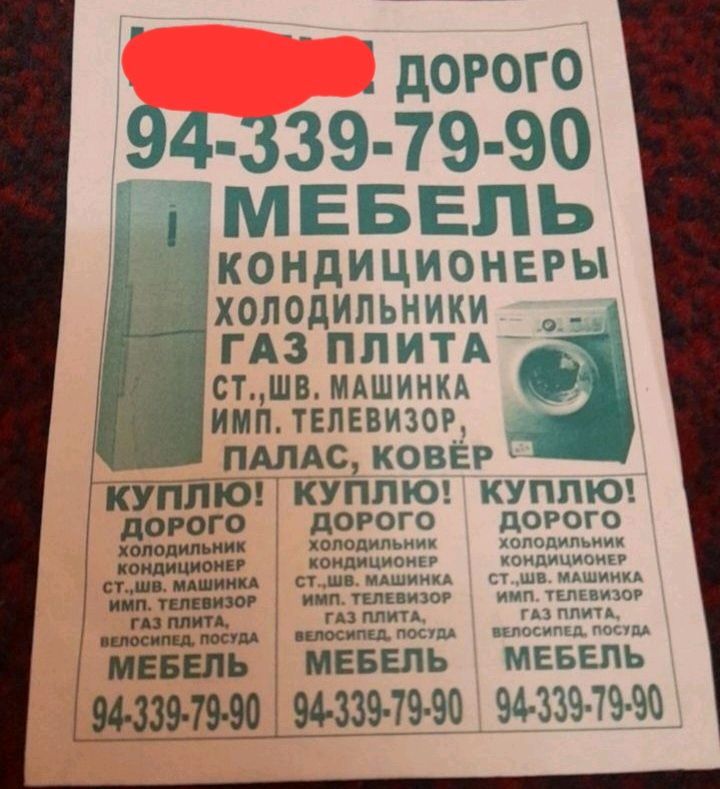 ДОРОГО
94-339-79-90
МЕБЕЛЬ
КОНДИЦИОНЕРЫ
ХОЛОДИЛЬНИКИ
ГАЗ ПЛИТА
СТ.,ШВ. МАШИНКА
ИМП. ТЕЛЕВИЗОР,
ПАЛАС, КОВЁР
КУПЛЮ!
ДОРОГО
ХОЛОДИЛЬНИК
КОНДИЦИОНЕР
СТ.,ШВ. МАШИНКА
ИМП. ТЕЛЕВИЗОР
ГАЗ ПЛИТА,
ВЕЛОСИПЕД, ПОСУДА
МЕБЕЛЬ
94-339-79-90
КУПЛЮ!
ДОРОГО
ХОЛОДИЛЬНИК
КОНДИЦИОНЕР
СТ.,ШВ. МАШИНКА
ИМП. ТЕЛЕВИЗОР
ГАЗ ПЛИТА,
ВЕЛОСИПЕД, ПОСУДА
МЕБЕЛЬ
94-339-79-90
КУПЛЮ!
ДОРОГО
ХОЛОДИЛЬНИК
КОНДИЦИОНЕР
СТ.,ШВ. МАШИНКА
ИМП. ТЕЛЕВИЗОР
ГАЗ ПЛИТА,
ВЕЛОСИПЕД, ПОСУДА
МЕБЕЛЬ
94-339-79-90